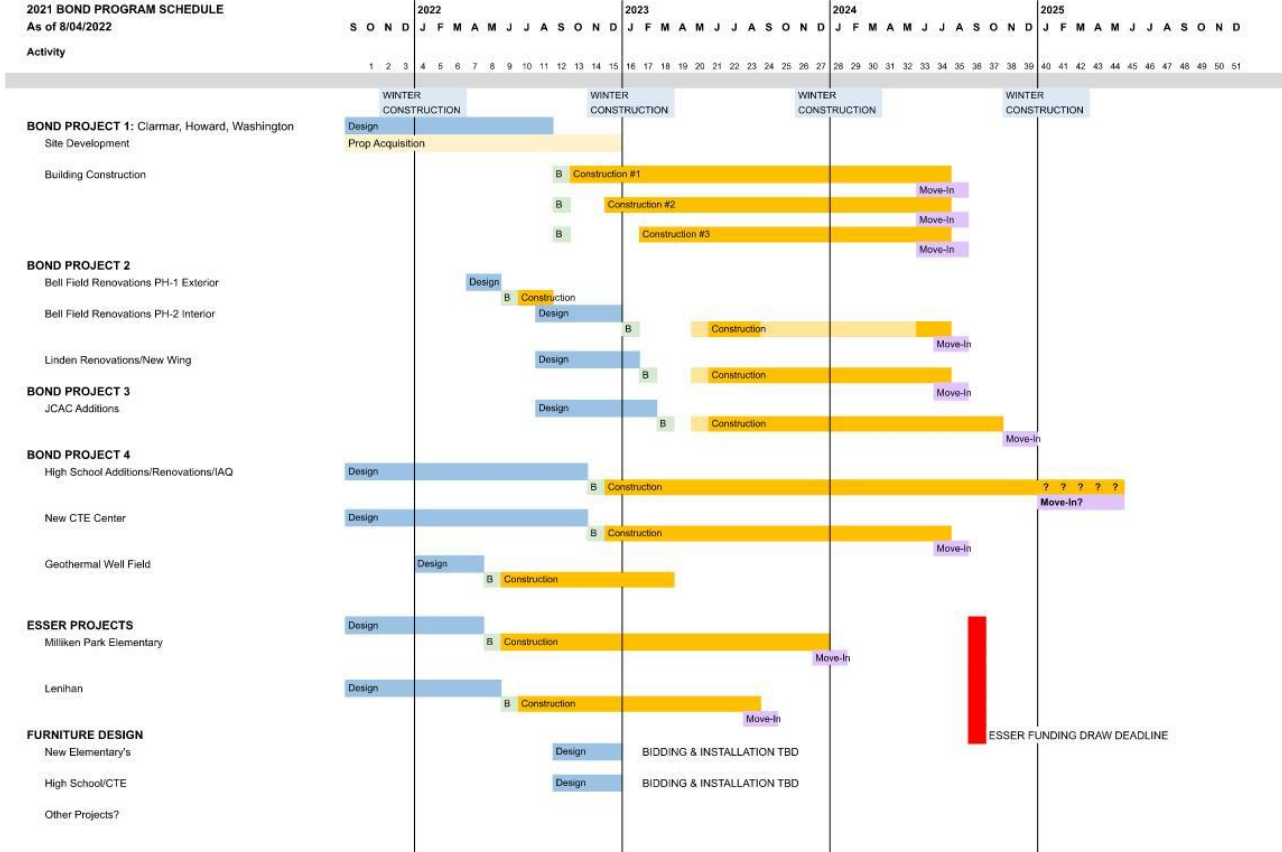 2021 BOND PROGRAM SCHEDULE
2022 2023 2024 2025
As of 8/04/2022
S O N D J F M A M J J A S O N D J F M A M J J A S O N D J F M A M J J A S O N D J F M A M J J A S O N D
Activity
1 2 3 4 5 6 7 8 9 10 11 12 13 14 15 16 17 18 19 20 21 22 23 24 25 26 27 28 29 30 31 32 33 34 35 36 37 38 39 40 41 42 43 44 45 46 47 48 49 50 51
WINTER CONSTRUCTION WINTER CONSTRUCTION WINTER CONSTRUCTION WINTER CONSTRUCTION
BOND PROJECT 1: Clarmar, Howard, Washington Design
Site Development Prop Acquisition
Building Construction B Construction #1
Move-In
B Construction #2
Move-In
B Construction #3
Move-In
BOND PROJECT 2
Bell Field Renovations PH-1 Exterior Design
B Construction
Bell Field Renovations PH-2 Interior Design
B Construction
Move-In
Linden Renovations/New Wing Design
B Construction
BOND PROJECT 3 Move-In
JCAC Additions Design
B Construction
Move-In
BOND PROJECT 4
High School Additions/Renovations/IAQ Design
B Construction ? ? ? ? ?
Move-In?
New CTE Center Design
B Construction
Move-In
Geothermal Well Field Design
B Construction
ESSER PROJECTS Design
Milliken Park Elementary B Construction
Move-In
Lenihan Design
B Construction
Move-In
FURNITURE DESIGN ESSER FUNDING DRAW DEADLINE
New Elementary's Design BIDDING & INSTALLATION TBD
High School/CTE Design BIDDING & INSTALLATION TBD
Other Projects?